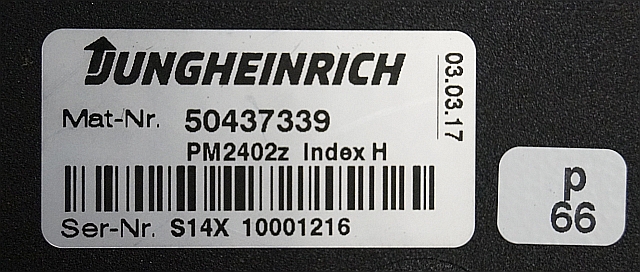 JUNGHEINRICH
Mat-Nr. 50437339
PM2402z Index H
Ser-Nr. S14X 10001216
03.03.17
p
66